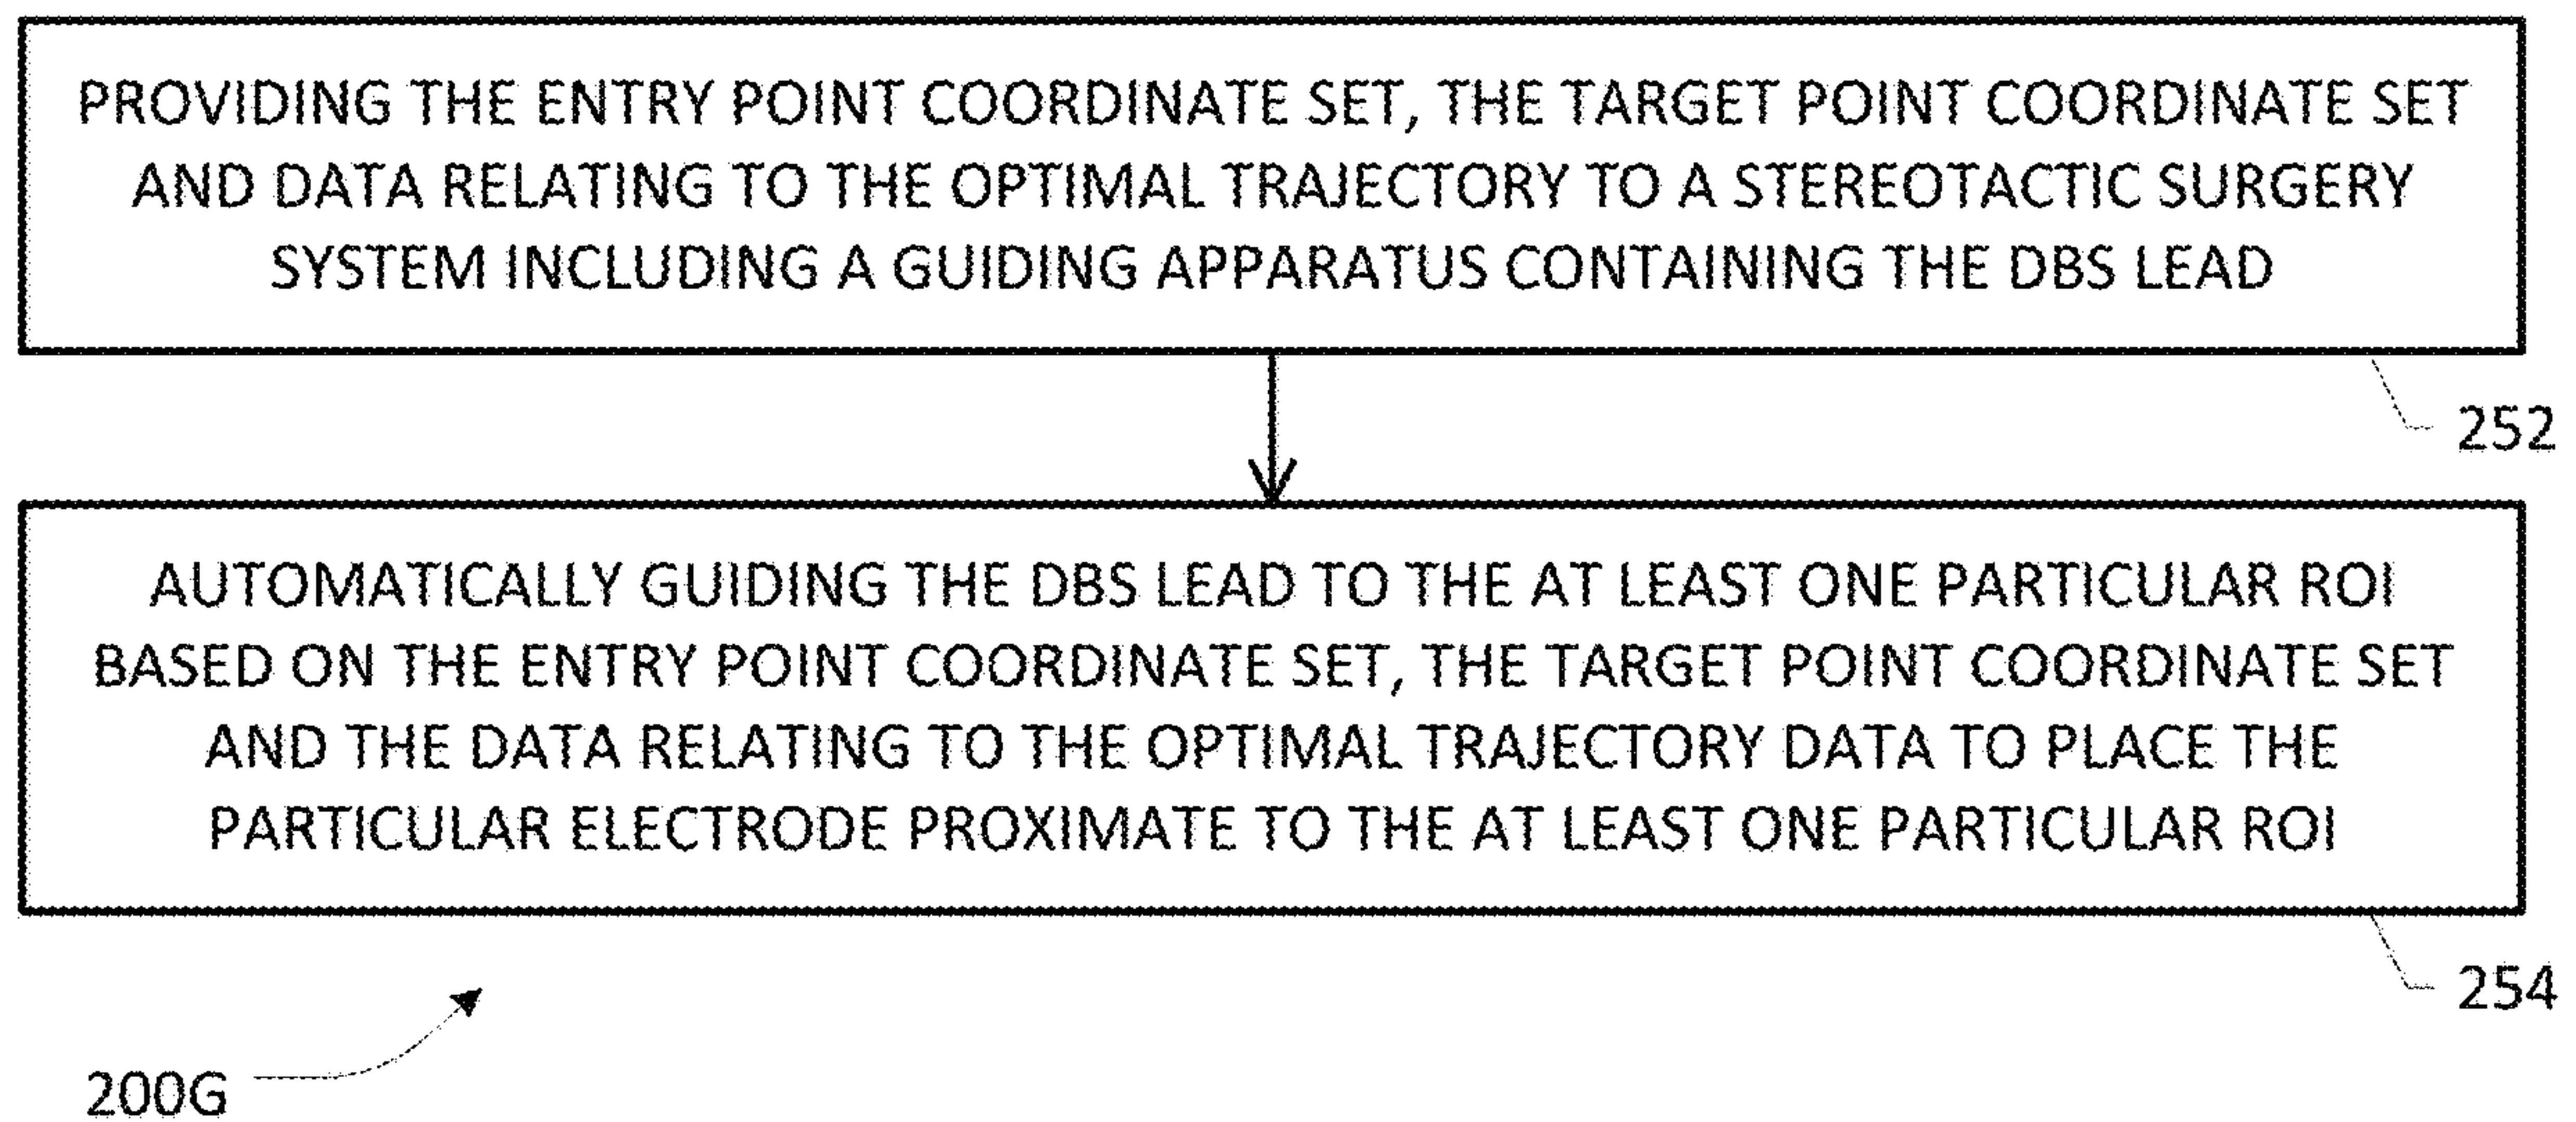 PROVIDING THE ENTRY POINT COORDINATE SET, THE TARGET POINT COORDINATE SET
AND DATA RELATING TO THE OPTIMAL TRAJECTORY TO A STEREOTACTIC SURGERY
SYSTEM INCLUDING A GUIDING APPARATUS CONTAINING THE DBS LEAD
252
AUTOMATICALLY GUIDING THE DBS LEAD TO THE AT LEAST ONE PARTICULAR ROI
BASED ON THE ENTRY POINT COORDINATE SET, THE TARGET POINT COORDINATE SET
AND THE DATA RELATING TO THE OPTIMAL TRAJECTORY DATA TO PLACE THE
PARTICULAR ELECTRODE PROXIMATE TO THE AT LEAST ONE PARTICULAR ROI
254
200G